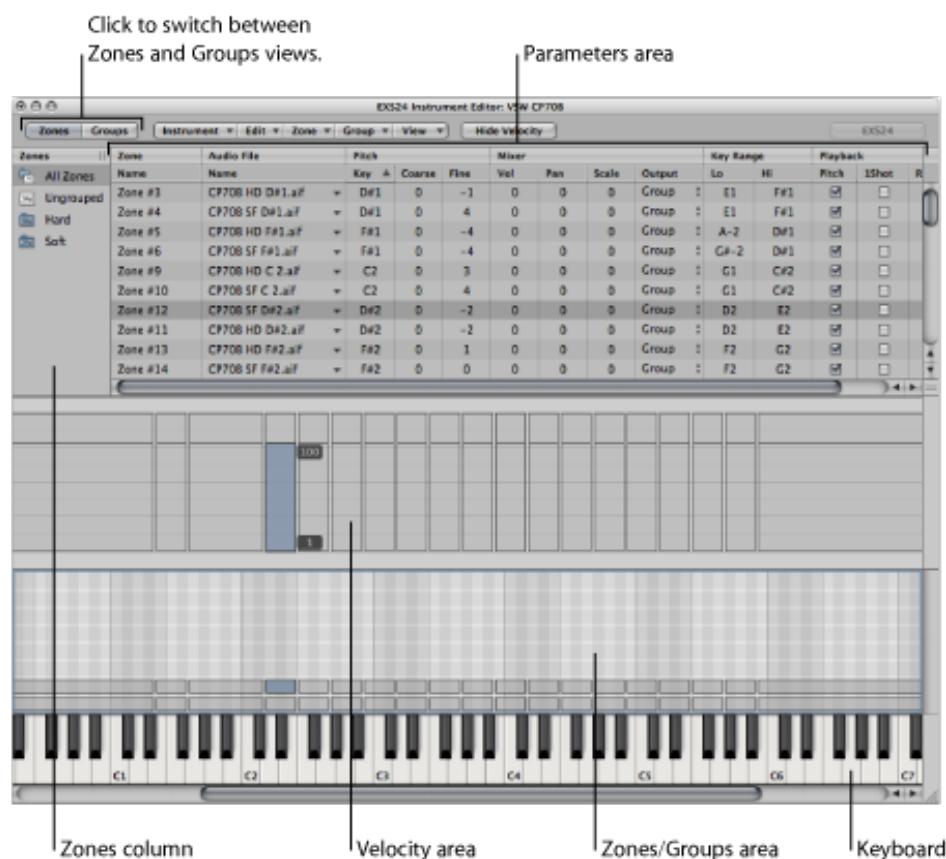 Click to switch between
Zones and Groups views.
Parameters area
EXS24 Instrument Editor: VSW CP708
Zones Groups Instrument Edit Zone Group View Hide Velocity EXS24
Zones Zone Audio File Pitch Mixer Key Range Playback
All Zones Name Name Key Coarse Fine Vol Pan Scale Output Lo Hi Pitch 1Shot R
Zone #3 CP708 HD D#1.aif D#1 0 -1 0 0 0 Group E1 F#1
Ungrouped Zone #4 CP708 SF D#1.aif D#1 0 4 0 0 0 Group E1 F#1
Hard Zone #5 CP708 HD F#1.aif F#1 0 -4 0 0 0 Group A-2 D#1
Soft Zone #6 CP708 SF F#1.aif F#1 0 -4 0 0 0 Group G#-2 D#1
Zone #9 CP708 HD C 2.aif C2 0 3 0 0 0 Group G1 C#2
Zone #10 CP708 SF C 2.aif C2 0 4 0 0 0 Group G1 C#2
Zone #12 CP708 SF D#2.aif D#2 0 -2 0 0 0 Group D2 E2
Zone #11 CP708 HD D#2.aif D#2 0 -2 0 0 0 Group D2 E2
Zone #13 CP708 HD F#2.aif F#2 0 1 0 0 0 Group F2 G2
Zone #14 CP708 SF F#2.aif F#2 0 0 0 0 0 Group F2 G2
100
1
C1 C2 C3 C4 C5 C6 C7
Zones column Velocity area Zones/Groups area Keyboard